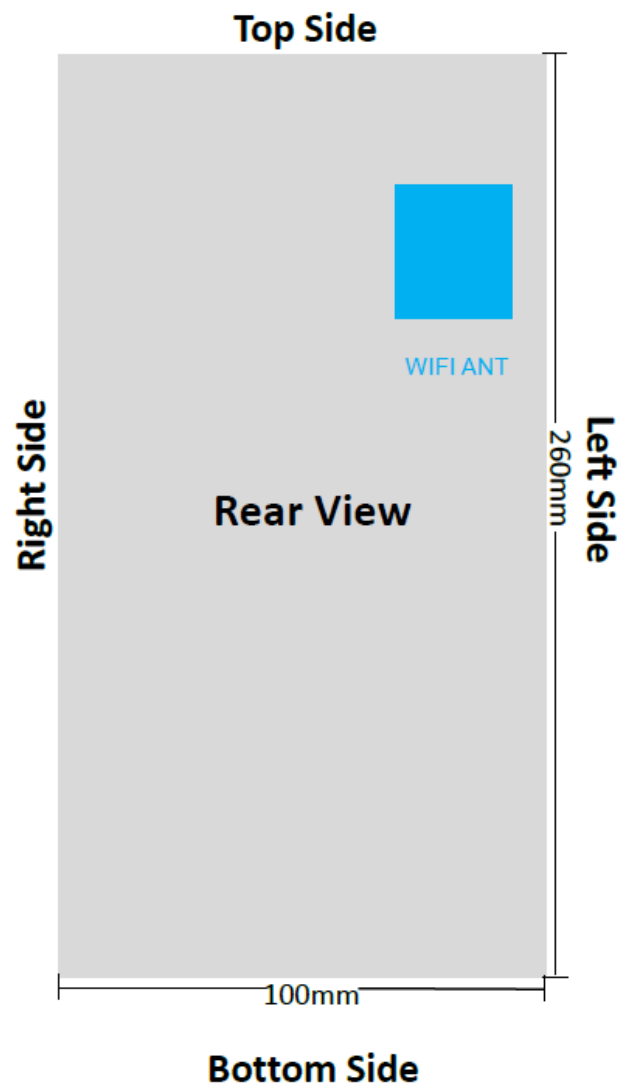 Top Side
WIFI ANT
Right Side
Rear View
260mm
Left Side
100mm
Bottom Side